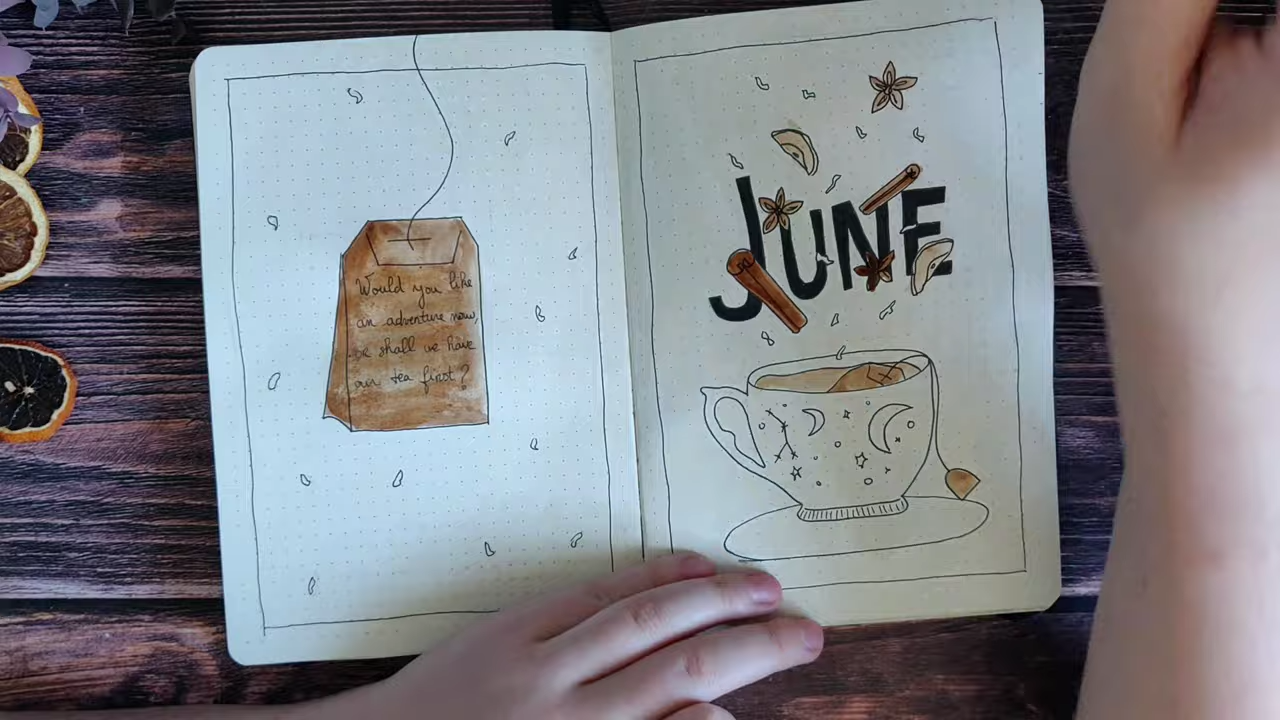 Would you like
an adventure now,
or shall we have
our tea first?
JUNE